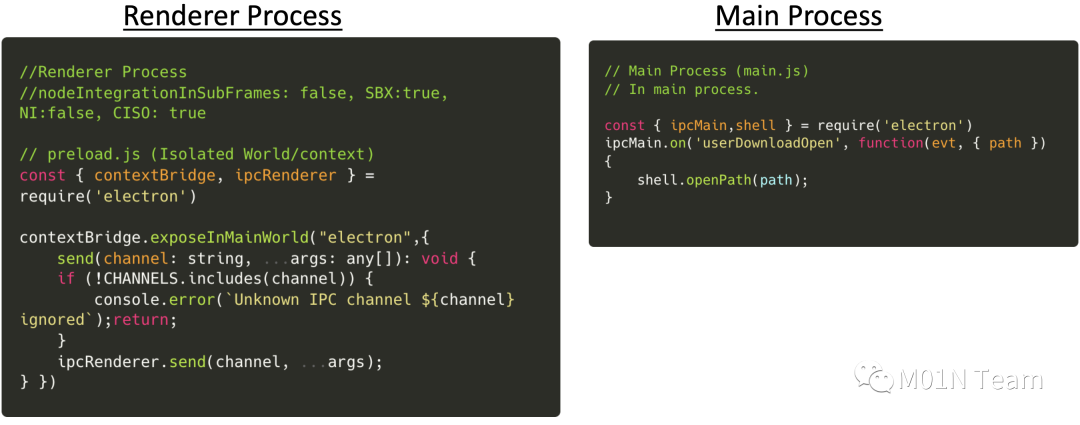 Renderer Process
//Renderer Process
//nodeIntegrationInSubFrames: false, SBX:true,
NI:false, CISO: true
// preload.js (Isolated World/context)
const { contextBridge, ipcRenderer } =
require('electron')
contextBridge.exposeInMainWorld("electron",{
send(channel: string, ...args: any[]): void {
if (!CHANNELS.includes(channel)) {
console.error(`Unknown IPC channel ${channel}
ignored`);return;
}
ipcRenderer.send(channel, ...args);
} })
Main Process
// Main Process (main.js)
// In main process.
const { ipcMain,shell } = require('electron')
ipcMain.on('userDownloadOpen', function(evt, { path })
{
shell.openPath(path);
}
M01N Team